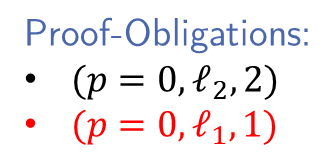 Proof-Obligations:
• (p = 0, ℓ₂, 2)
• (p = 0, ℓ₁, 1)